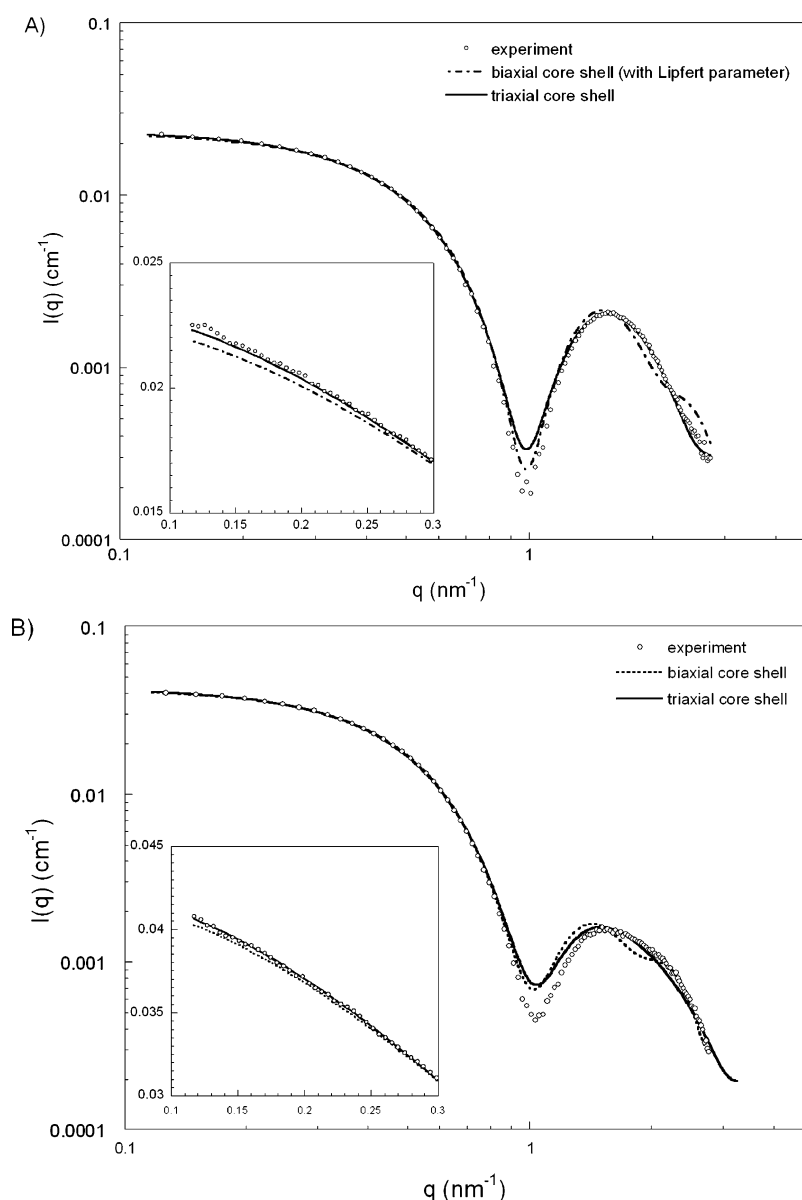 A)
0.1
experiment
biaxial core shell (with Lipfert parameter)
triaxial core shell
0.01
I(q) (cm-1)
0.025
0.02
0.015
0.1 0.15 0.2 0.25 0.3
0.001
0.0001
0.1 1
q (nm-1)
B)
0.1
experiment
biaxial core shell
triaxial core shell
0.01
I(q) (cm-1)
0.045
0.04
0.035
0.03
0.1 0.15 0.2 0.25 0.3
0.001
0.0001
0.1 1
q (nm-1)